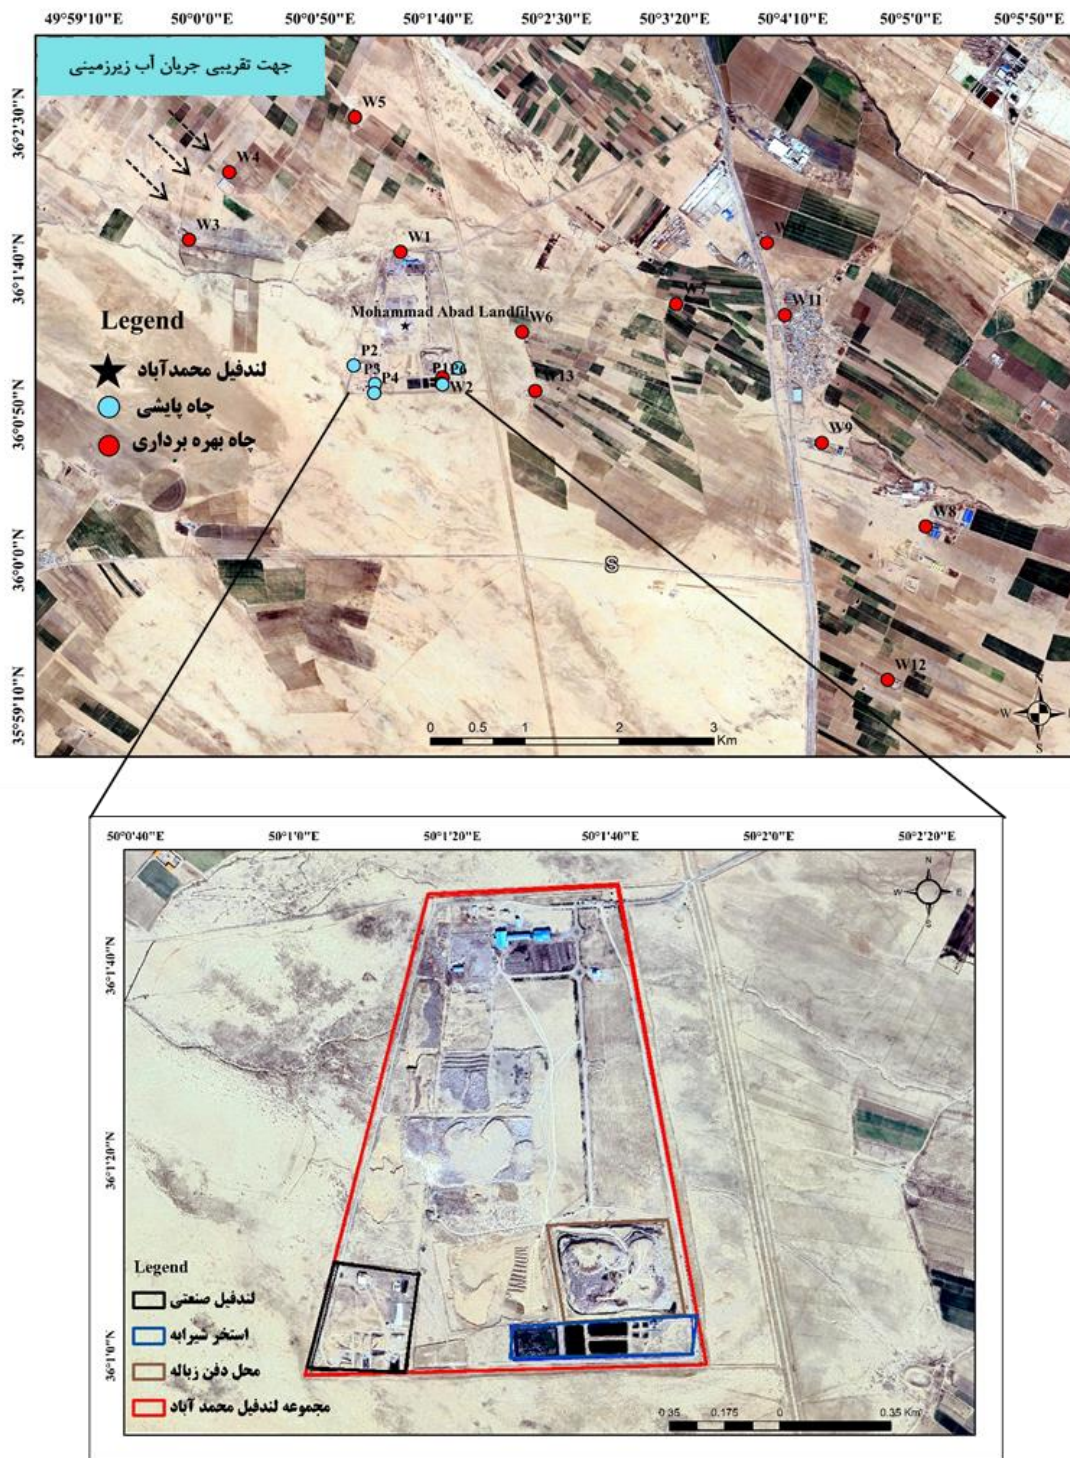 49°59'10"E 50°0'0"E 50°0'50"E 50°1'40"E 50°2'30"E 50°3'20"E 50°4'10"E 50°5'0"E 50°5'50"E
جهت تقریبی جریان آب زیرزمینی
36°2'30"N
36°1'40"N
36°0'50"N
36°0'0"N
35°59'10"N
W5
W4
W3
W1
W10
W7
W11
Mohammad Abad Landfil
W6
P2
P3
P4
P1
P6
W2
W13
W9
W8
W12
S
Legend
لندفیل محمدآباد
چاه پایشی
چاه بهره برداری
N
W
S
0 0.5 1 2 3
Km
50°0'40"E 50°1'0"E 50°1'20"E 50°1'40"E 50°2'0"E 50°2'20"E
N
W E
S
36°1'40"N
36°1'20"N
36°1'0"N
Legend
لندفیل صنعتی
استخر شیرابه
محل دفن زباله
مجموعه لندفیل محمد آباد
0.35 0.175 0 0.35 Km